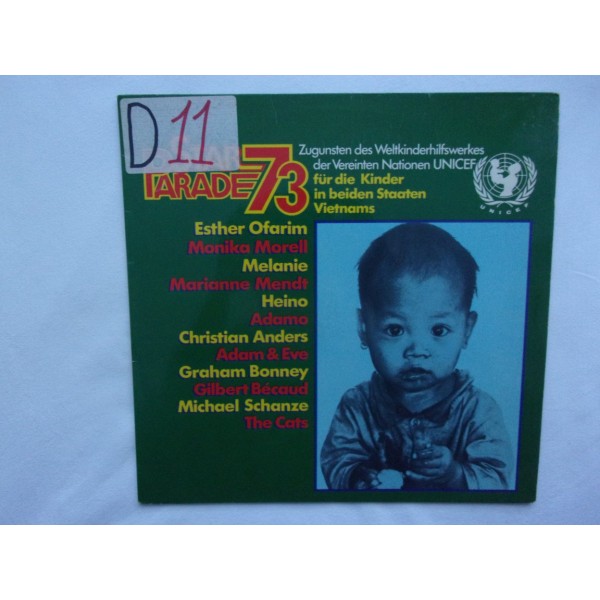 D 11
PARADE 73
Zugunsten des Weltkinderhilfswerkes
der Vereinten Nationen UNICEF
für die Kinder
in beiden Staaten
Vietnams
UNICEF
Esther Ofarim
Monika Morell
Melanie
Marianne Mendt
Heino
Adamo
Christian Anders
Adam & Eve
Graham Bonney
Gilbert Bécaud
Michael Schanze
The Cats